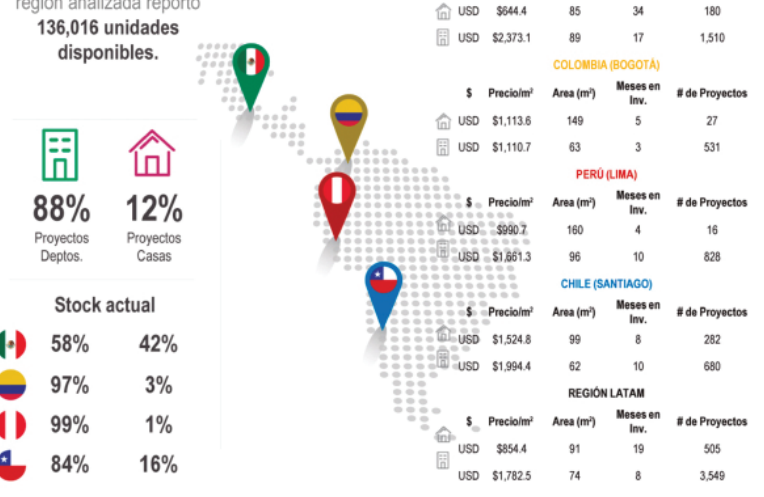 región analizada reportó
136,016 unidades
disponibles.
88%
12%
Proyectos
Deptos.
Proyectos
Casas
Stock actual
58% 42%
97% 3%
99% 1%
84% 16%
USD $644.4 85 34 180
USD $2,373.1 89 17 1,510
COLOMBIA (BOGOTÁ)
$ Precio/m² Area (m²) Meses en Inv. # de Proyectos
USD $1,113.6 149 5 27
USD $1,110.7 63 3 531
PERÚ (LIMA)
$ Precio/m² Area (m²) Meses en Inv. # de Proyectos
USD $990.7 160 4 16
USD $1,661.3 96 10 828
CHILE (SANTIAGO)
$ Precio/m² Area (m²) Meses en Inv. # de Proyectos
USD $1,524.8 99 8 282
USD $1,994.4 62 10 680
REGIÓN LATAM
$ Precio/m² Area (m²) Meses en Inv. # de Proyectos
USD $854.4 91 19 505
USD $1,782.5 74 8 3,549